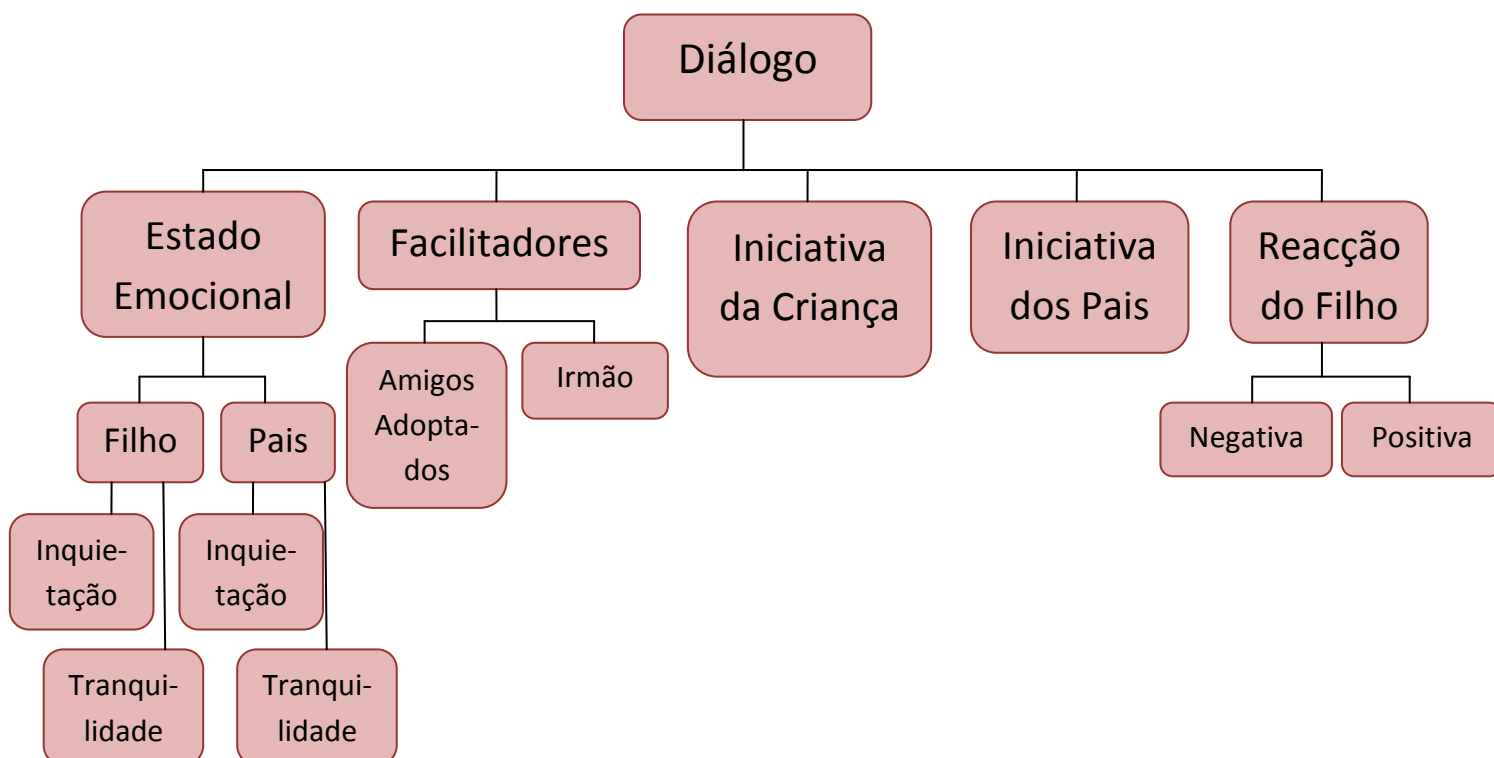 Diálogo
Estado
Emocional
Facilitadores
Iniciativa
da Criança
Iniciativa
dos Pais
Reacção
do Filho
Amigos
Adopta-
dos
Irmão
Filho
Pais
Negativa
Positiva
Inquie-
tação
Inquie-
tação
Tranqui-
lidade
Tranqui-
lidade